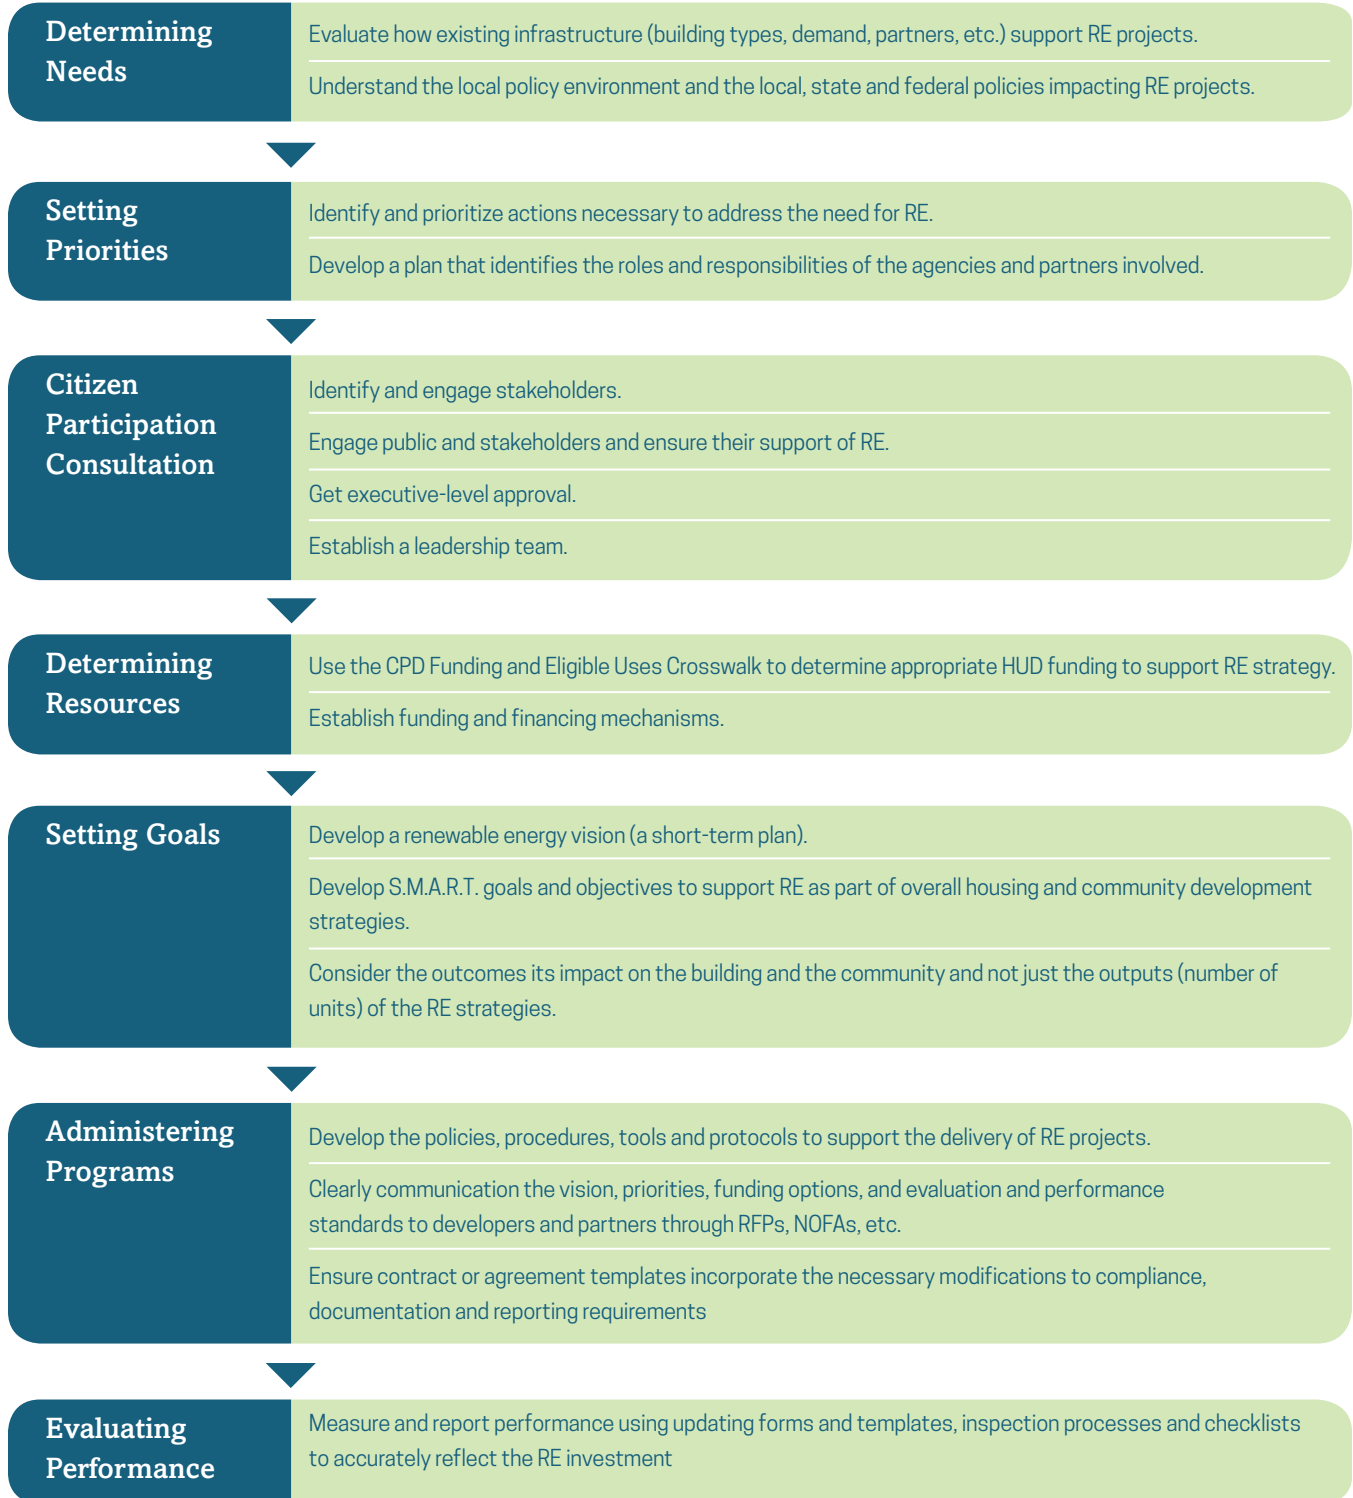 Determining
Needs
Evaluate how existing infrastructure (building types, demand, partners, etc.) support RE projects.
Understand the local policy environment and the local, state and federal policies impacting RE projects.
Setting
Priorities
Identify and prioritize actions necessary to address the need for RE.
Develop a plan that identifies the roles and responsibilities of the agencies and partners involved.
Citizen
Participation
Consultation
Identify and engage stakeholders.
Engage public and stakeholders and ensure their support of RE.
Get executive-level approval.
Establish a leadership team.
Determining
Resources
Use the CPD Funding and Eligible Uses Crosswalk to determine appropriate HUD funding to support RE strategy.
Establish funding and financing mechanisms.
Setting Goals
Develop a renewable energy vision (a short-term plan).
Develop S.M.A.R.T. goals and objectives to support RE as part of overall housing and community development
strategies.
Consider the outcomes its impact on the building and the community and not just the outputs (number of
units) of the RE strategies.
Administering
Programs
Develop the policies, procedures, tools and protocols to support the delivery of RE projects.
Clearly communication the vision, priorities, funding options, and evaluation and performance
standards to developers and partners through RFPs, NOFAs, etc.
Ensure contract or agreement templates incorporate the necessary modifications to compliance,
documentation and reporting requirements
Evaluating
Performance
Measure and report performance using updating forms and templates, inspection processes and checklists
to accurately reflect the RE investment